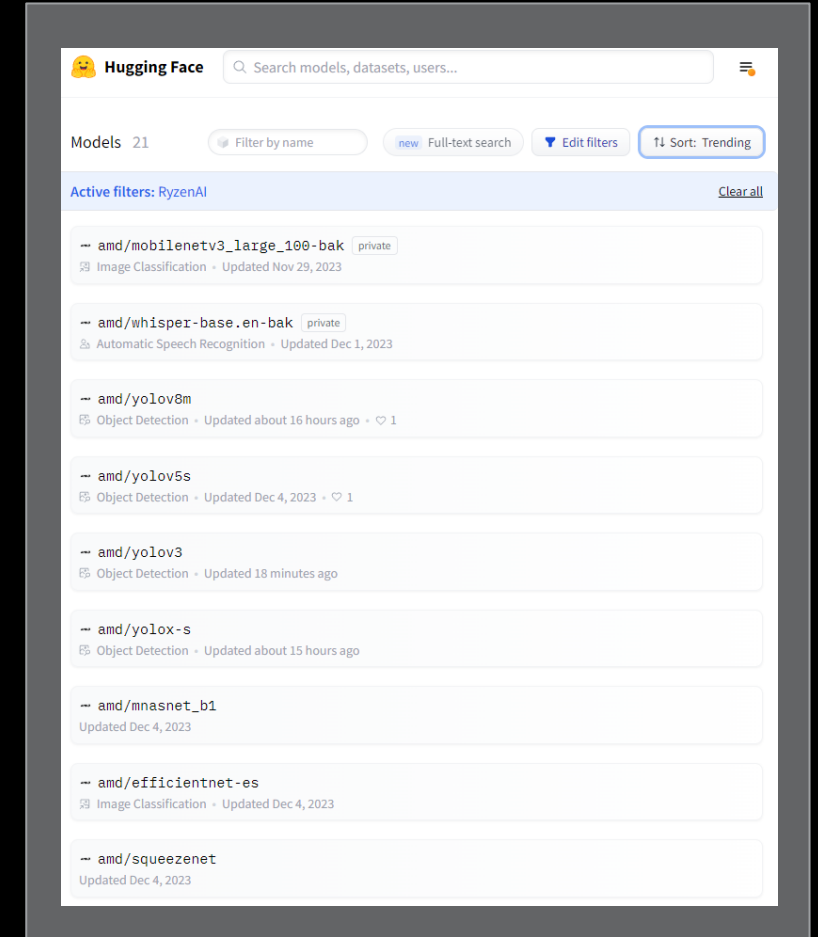 Hugging Face Search models, datasets, users...
Models 21 Filter by name new Full-text search Edit filters Sort: Trending
Active filters: RyzenAI Clear all
amd/mobilenetv3_large_100-bak private
Image Classification • Updated Nov 29, 2023
amd/whisper-base.en-bak private
Automatic Speech Recognition • Updated Dec 1, 2023
amd/yolov8m
Object Detection • Updated about 16 hours ago • ♡ 1
amd/yolov5s
Object Detection • Updated Dec 4, 2023 • ♡ 1
amd/yolov3
Object Detection • Updated 18 minutes ago
amd/yolox-s
Object Detection • Updated about 15 hours ago
amd/mnasnet_b1
Updated Dec 4, 2023
amd/efficientnet-es
Image Classification • Updated Dec 4, 2023
amd/squeezenet
Updated Dec 4, 2023